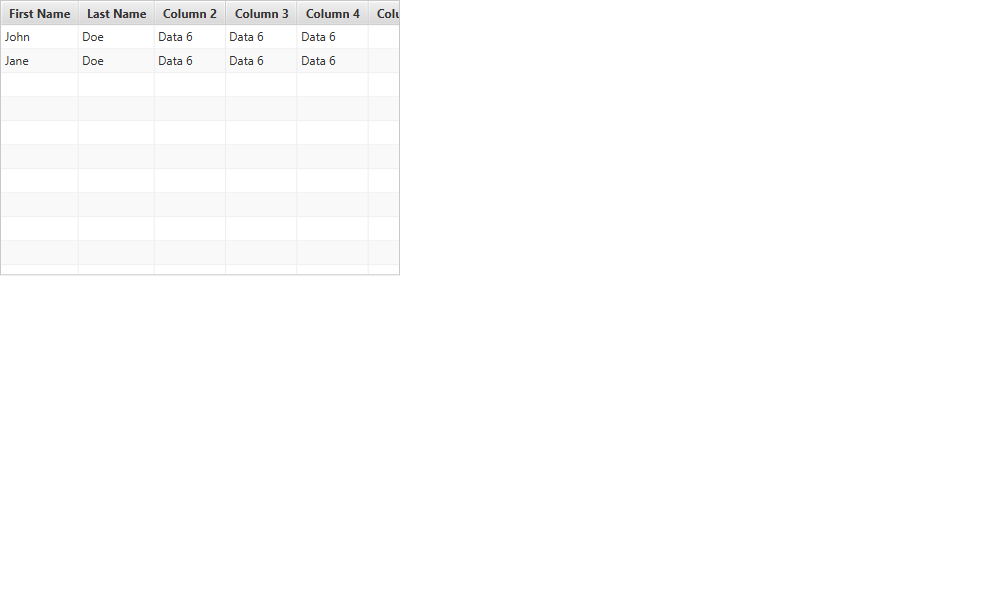 First Name Last Name Column 2 Column 3 Column 4 Colu
John Doe Data 6 Data 6 Data 6
Jane Doe Data 6 Data 6 Data 6